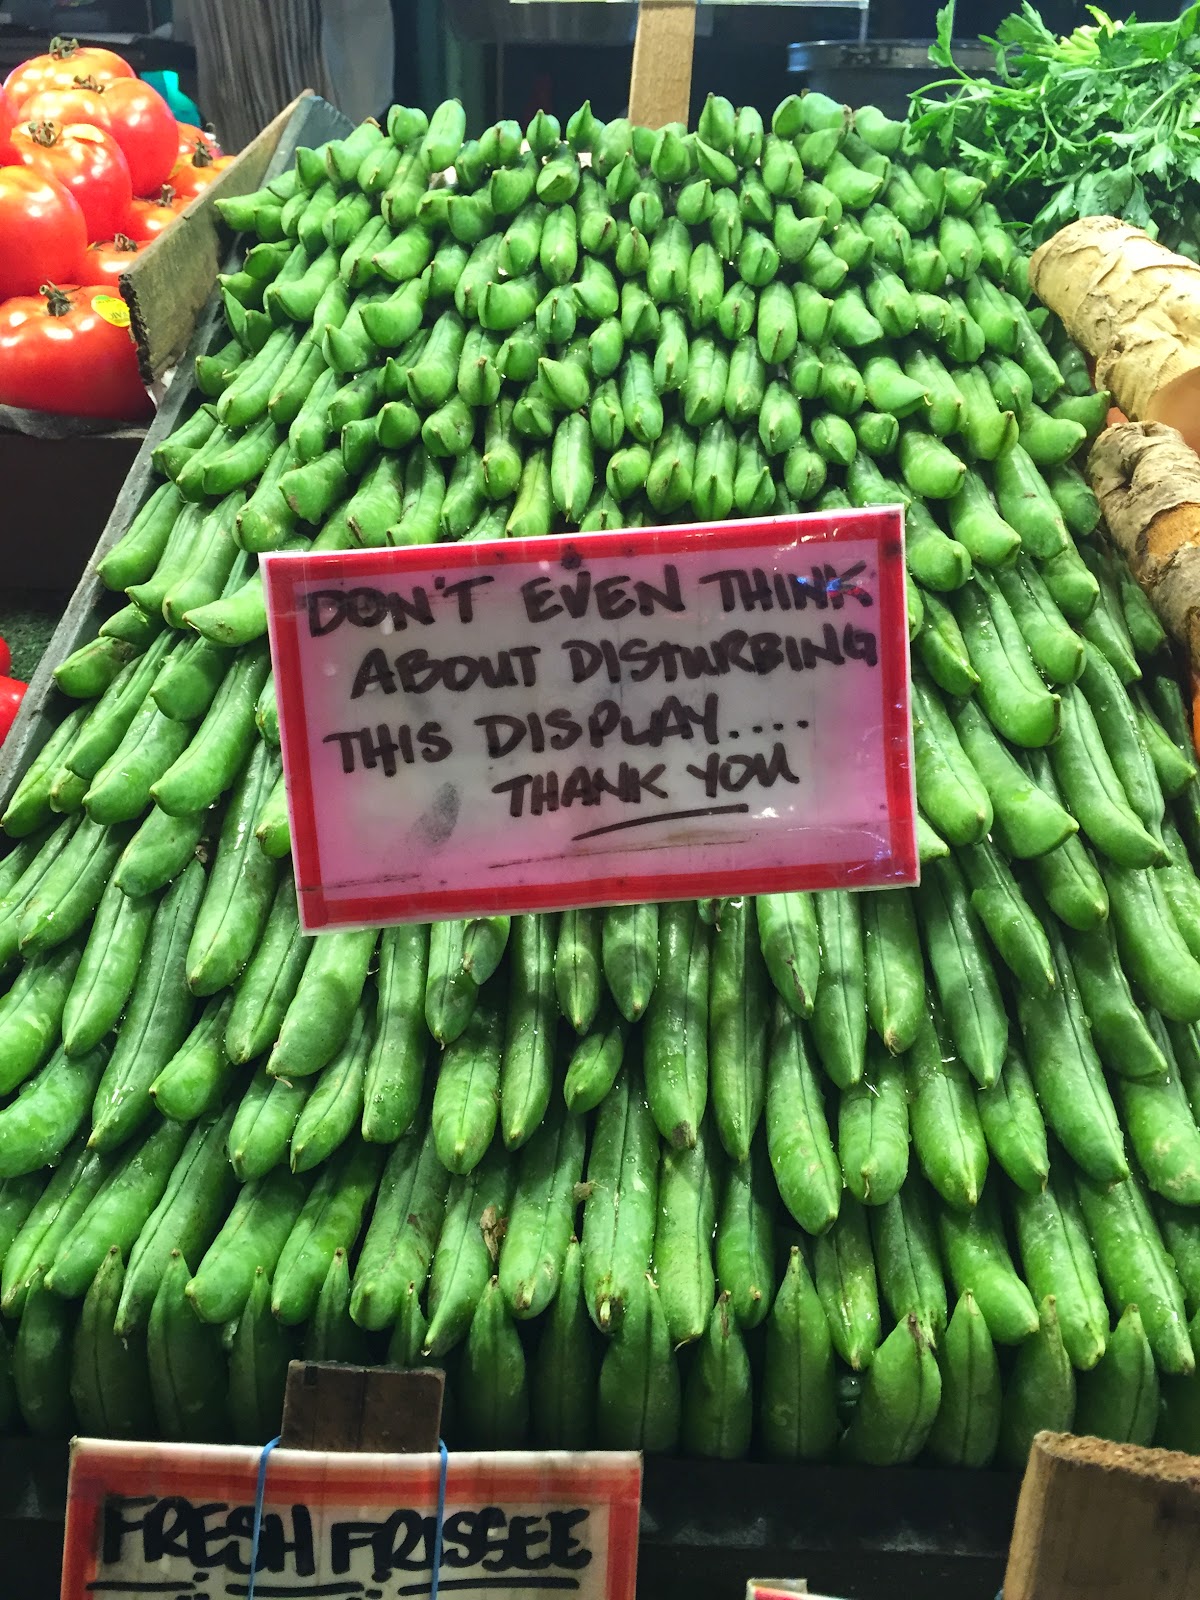 DON'T EVEN THINK
ABOUT DISTURBING
THIS DISPLAY....
THANK YOU
FRESH FRISSEE